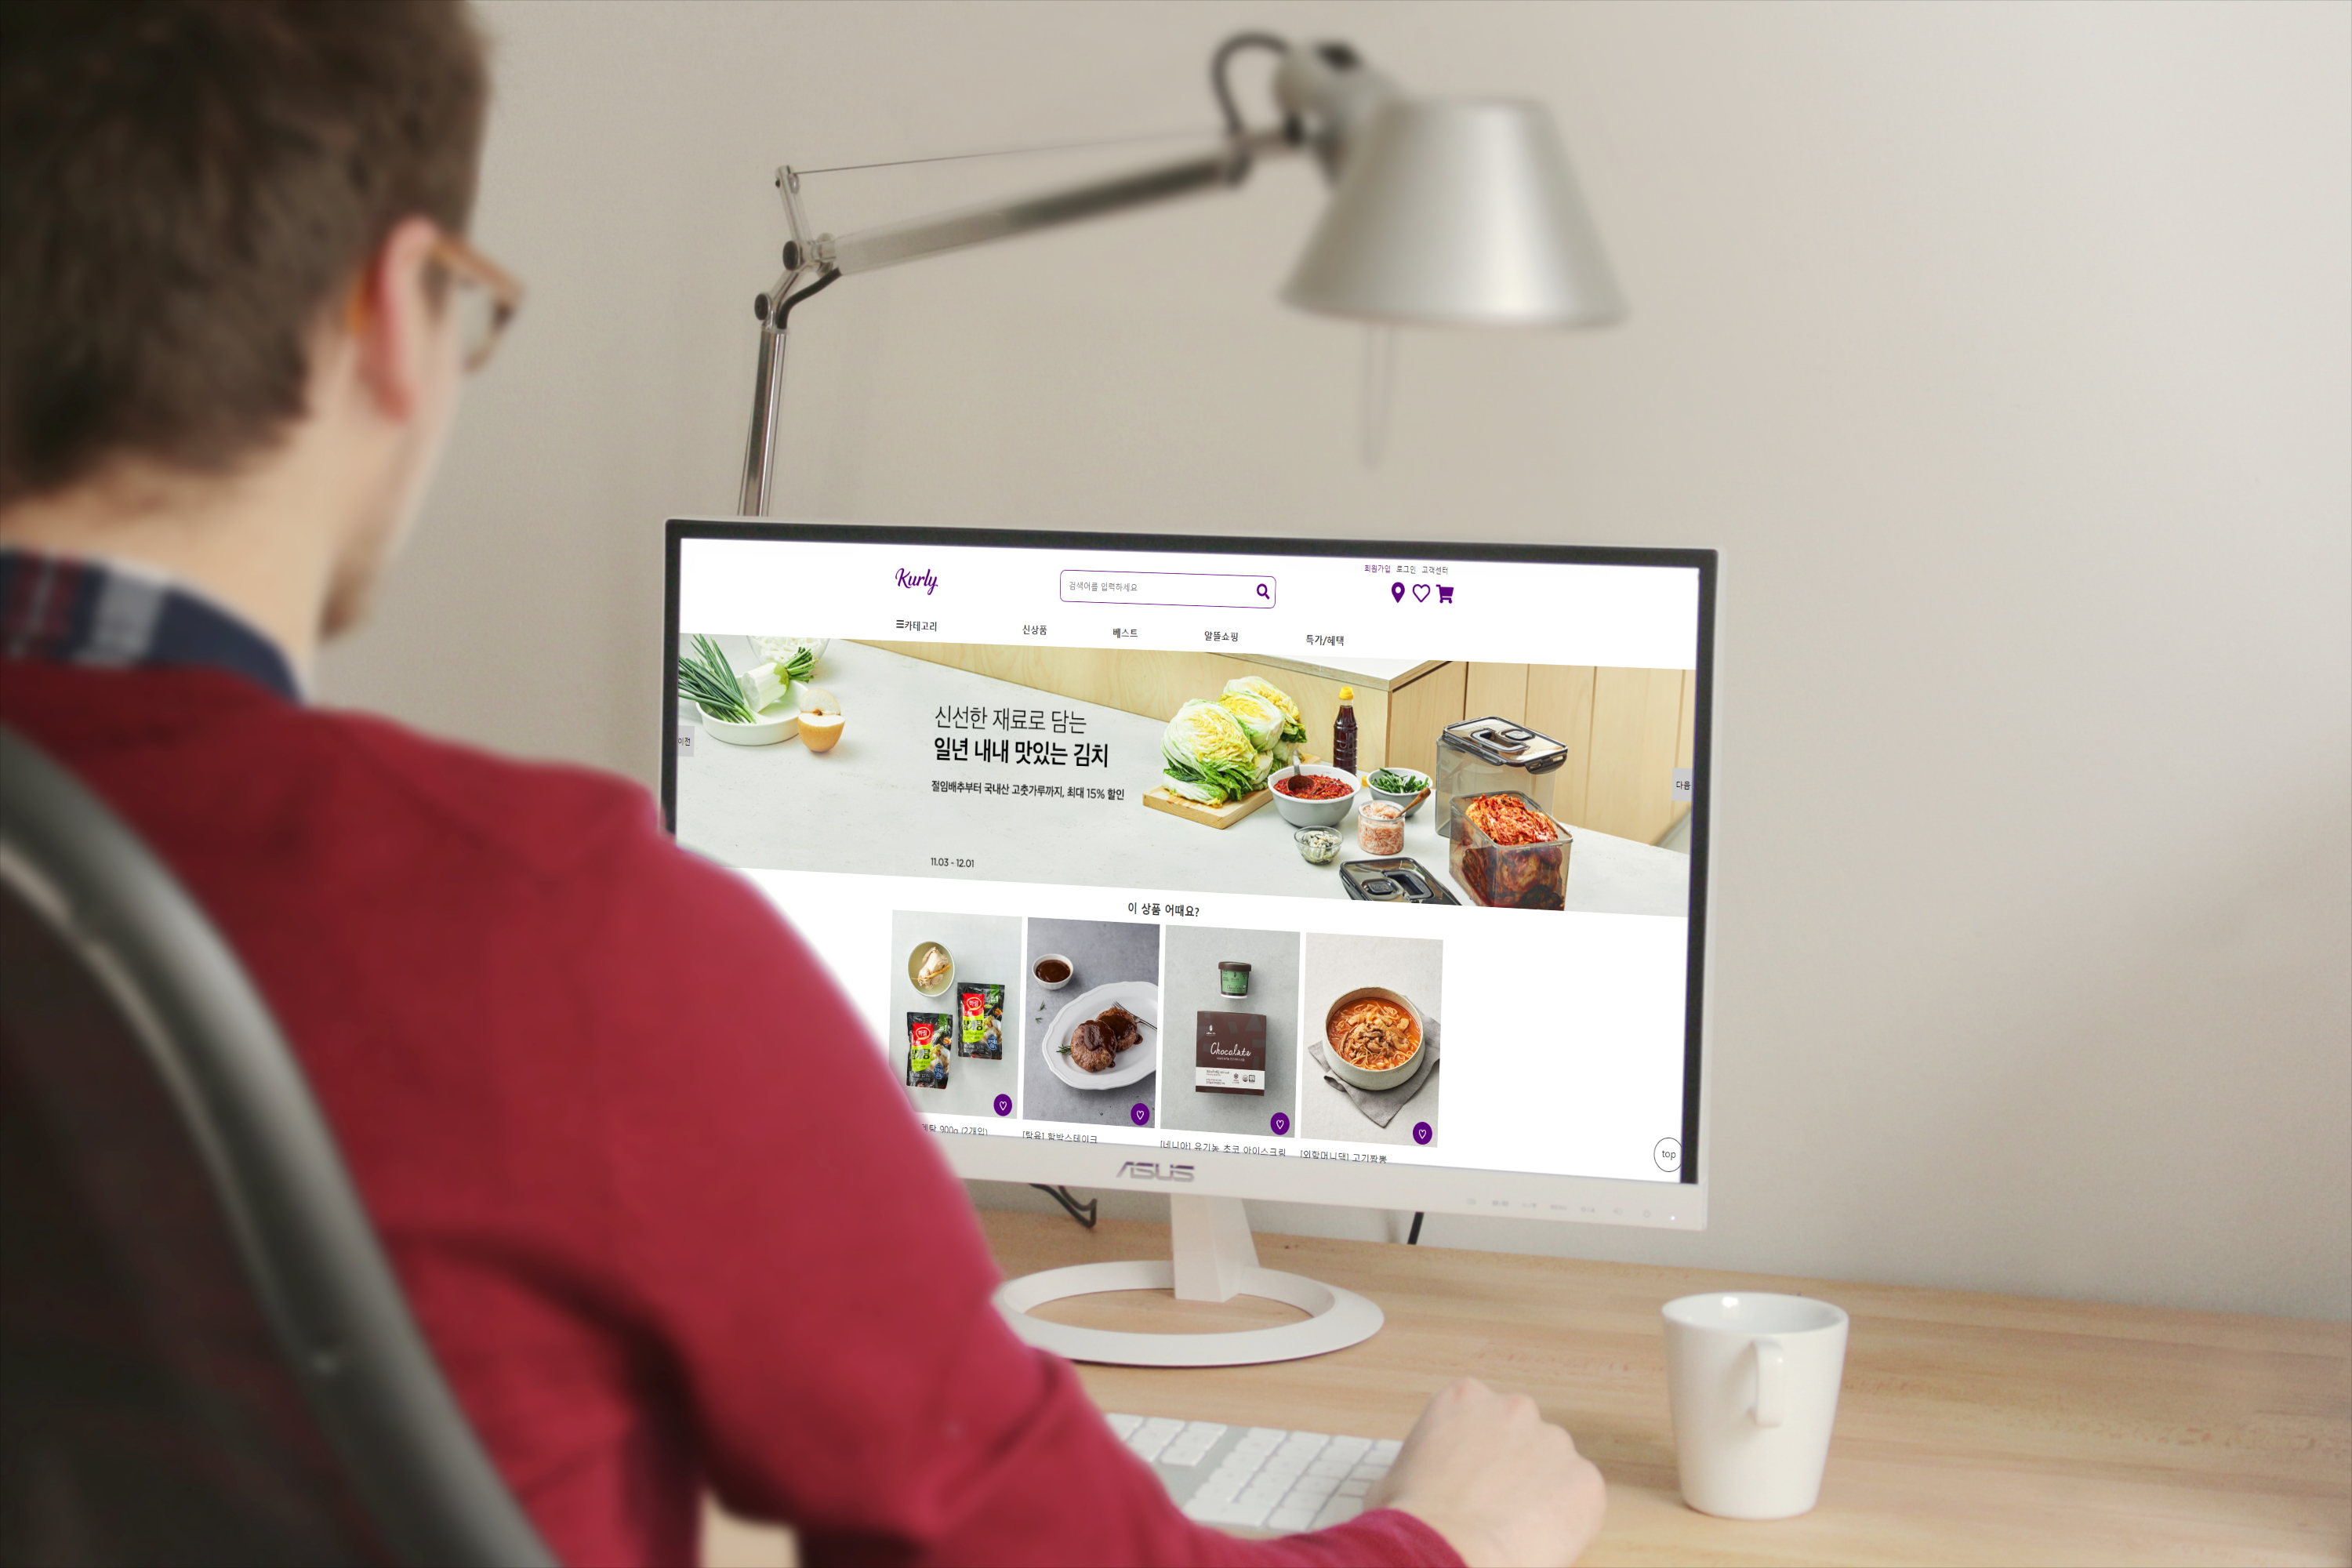 회원가입 로그인 고객센터
Kurly
검색어를 입력하세요
☰카테고리 신상품 베스트 알뜰쇼핑 특가/혜택
신선한 재료로 담는
일년 내내 맛있는 김치
절임배추부터 국내산 고춧가루까지, 최대 15% 할인
11.03 - 12.01
이전
다음
이 상품 어때요?
Chocolate
900g (2개입)
[탐윰] 함박스테이크
[네니아] 유기농 초코 아이스크림
[외할머니댁] 고기짬뽕
top
ASUS